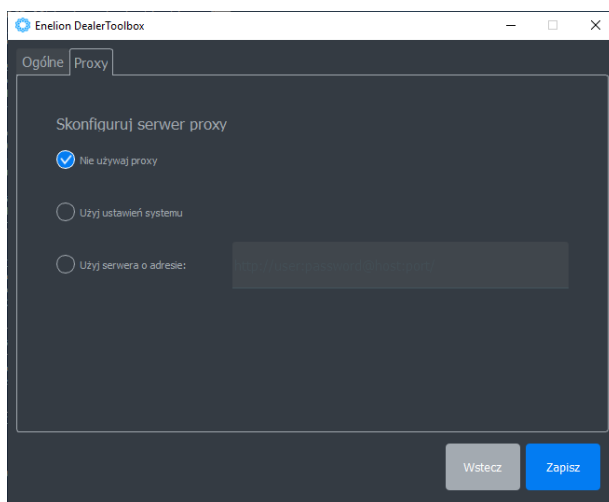 Enelion DealerToolbox
Ogólne Proxy
Skonfiguruj serwer proxy
Nie używaj proxy
Użyj ustawień systemu
Użyj serwera o adresie:
Wstecz Zapisz